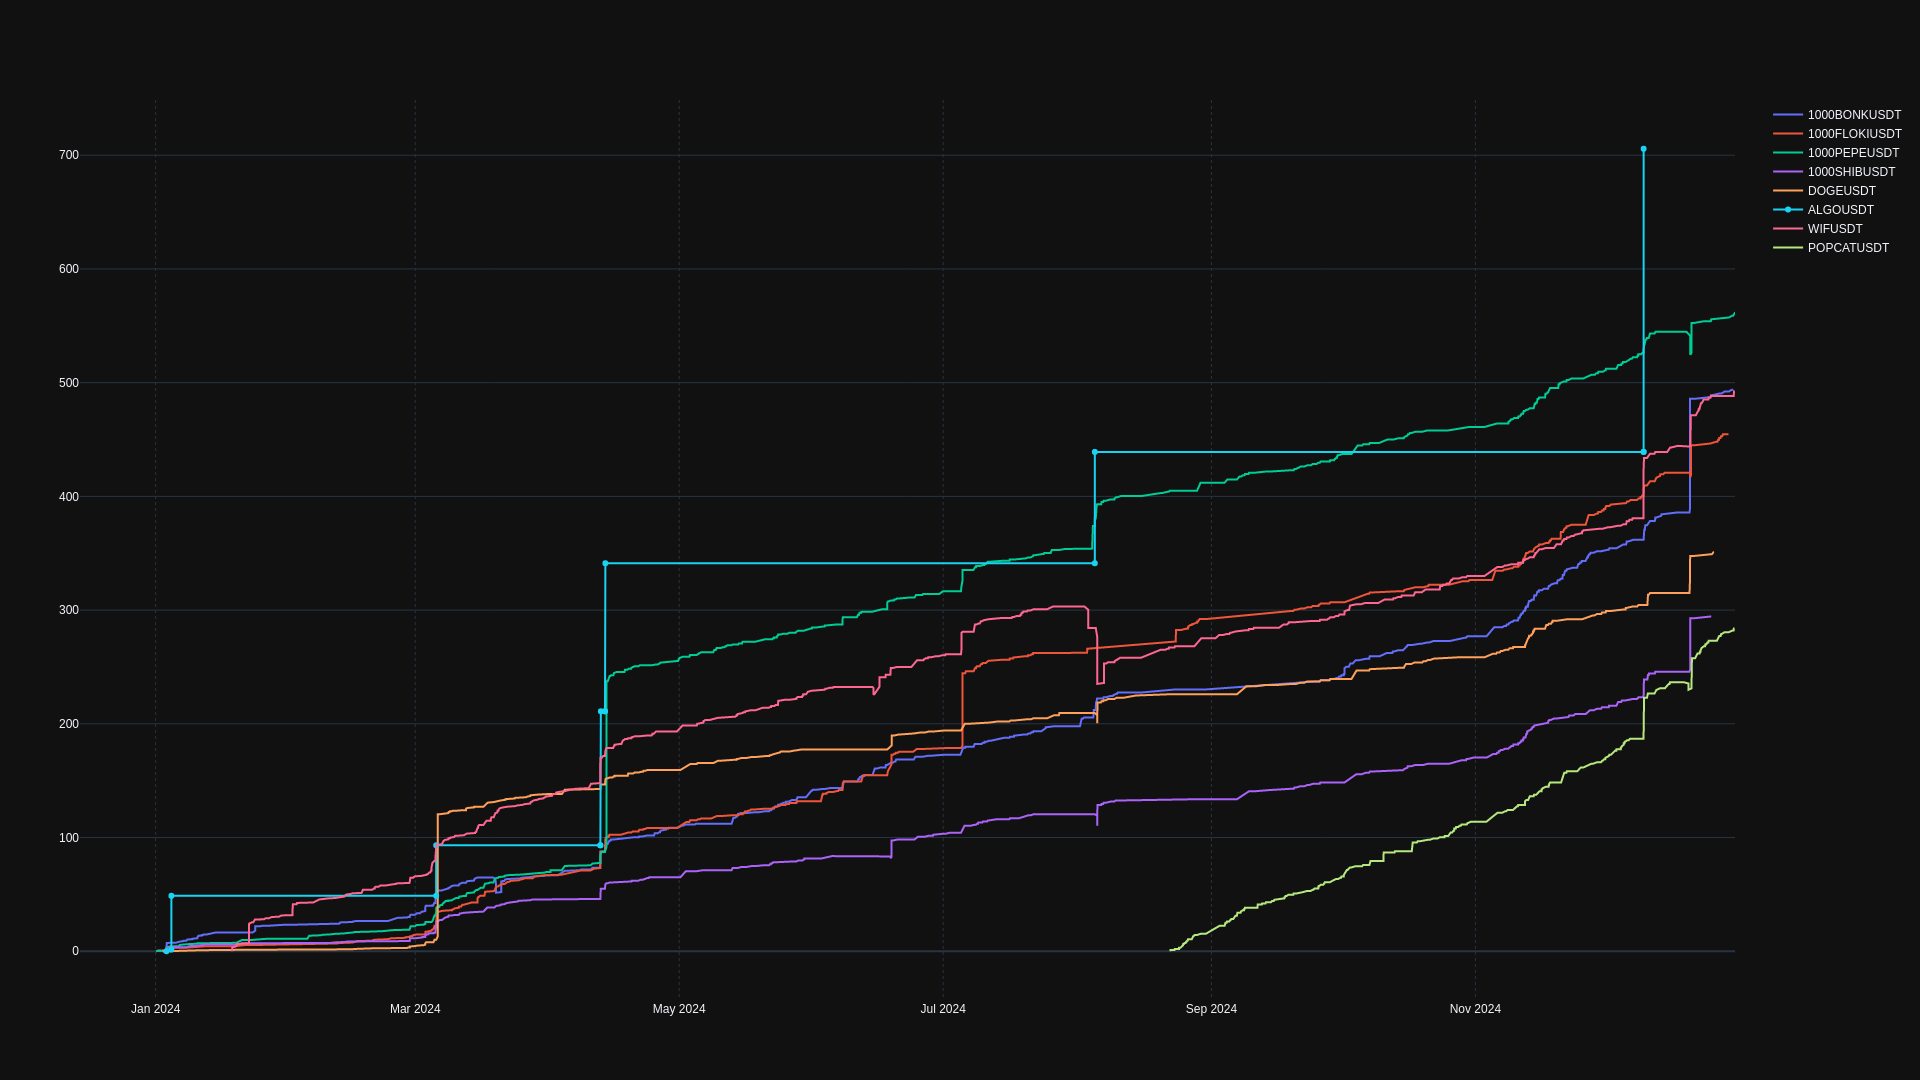 700
600
500
400
300
200
100
0
Jan 2024
Mar 2024
May 2024
Jul 2024
Sep 2024
Nov 2024
1000BONKUSDT
1000FLOKIUSDT
1000PEPEUSDT
1000SHIBUSDT
DOGEUSDT
ALGOUSDT
WIFUSDT
POPCATUSDT